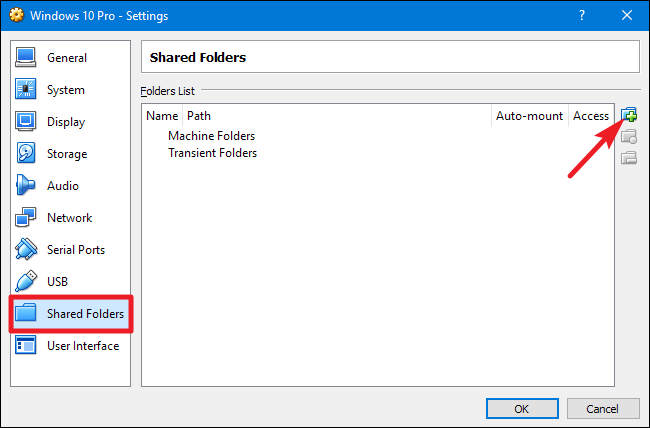 Windows 10 Pro - Settings
General
System
Display
Storage
Audio
Network
Serial Ports
USB
Shared Folders
User Interface
Shared Folders
Folders List
Name Path Auto-mount Access
Machine Folders
Transient Folders
OK Cancel